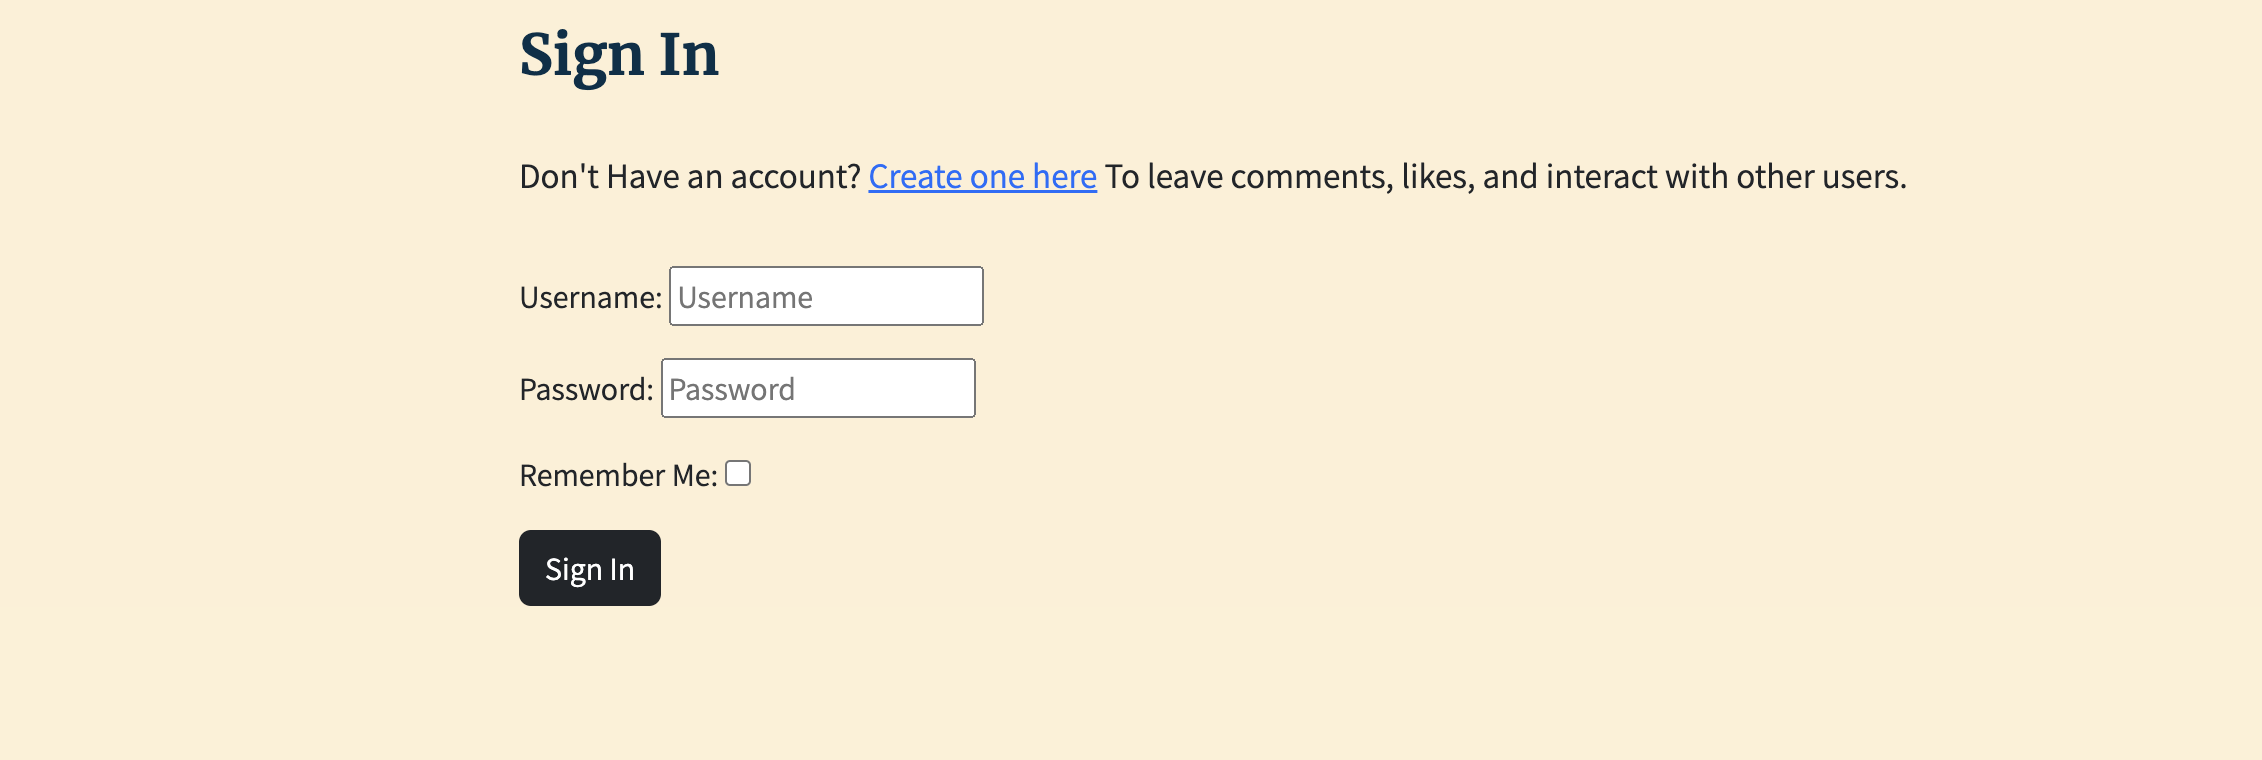 Sign In
Don't Have an account? Create one here To leave comments, likes, and interact with other users.
Username: Username
Password: Password
Remember Me:
Sign In